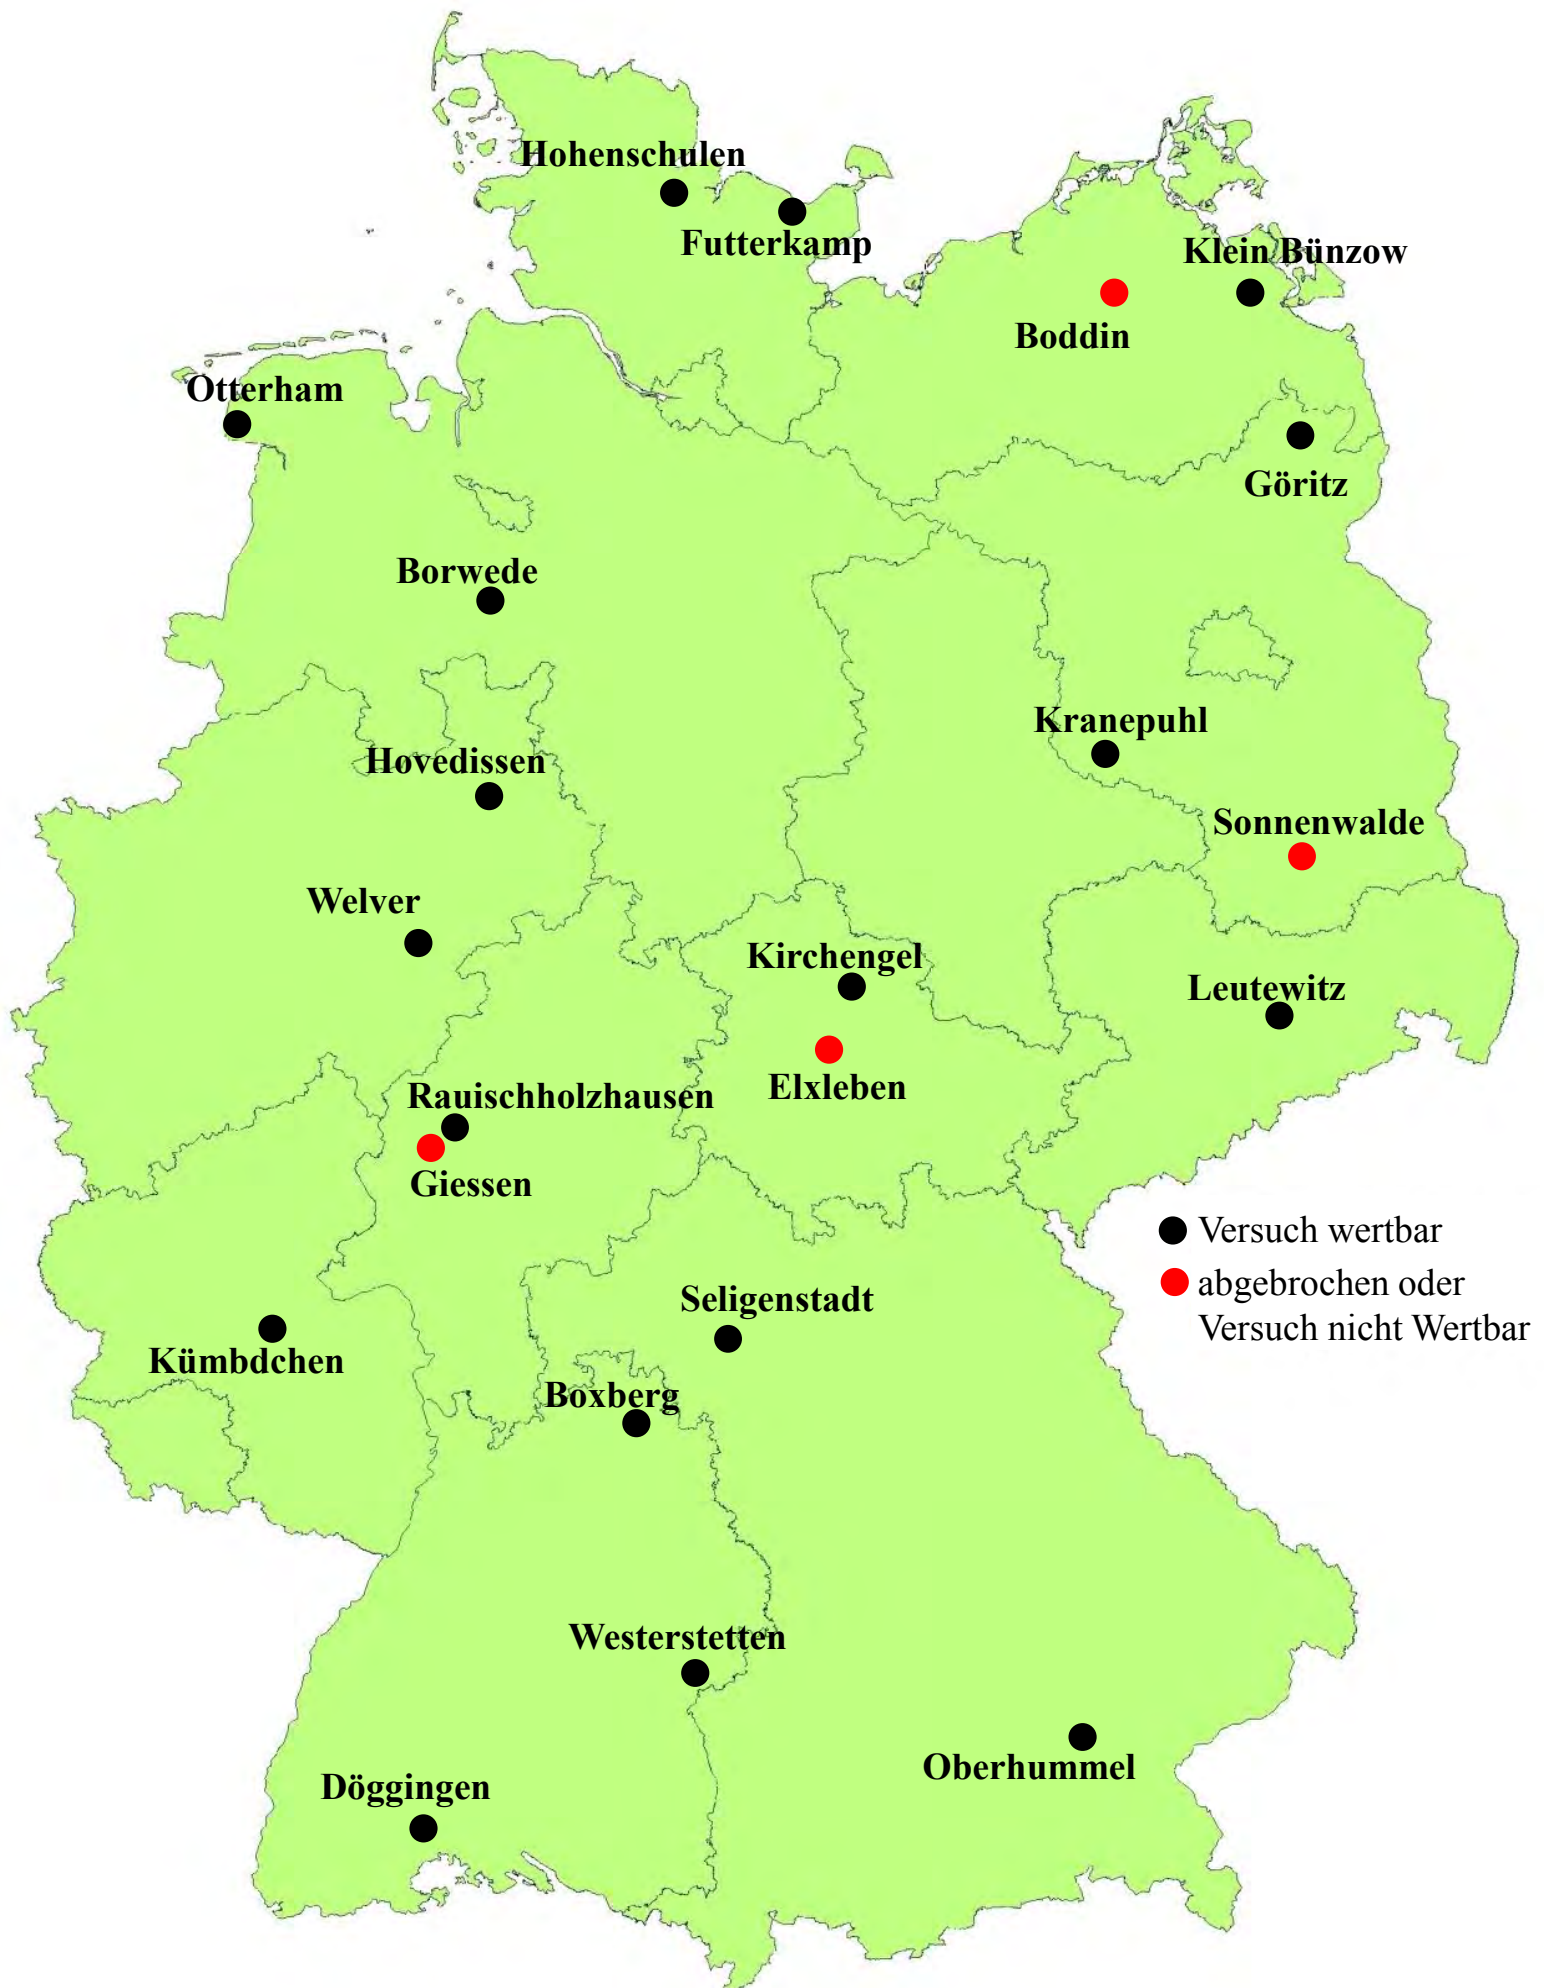 Hohenschulen
Futterkamp
Klein Bünzow
Boddin
Otterham
Göritz
Borwede
Kranepuhl
Hovedissen
Sonnenwalde
Welver
Kirchengel
Leutewitz
Elxleben
Rauischholzhausen
Giessen
Versuch wertbar
abgebrochen oder
Versuch nicht Wertbar
Seligenstadt
Kümbdchen
Boxberg
Westerstetten
Oberhummel
Döggingen